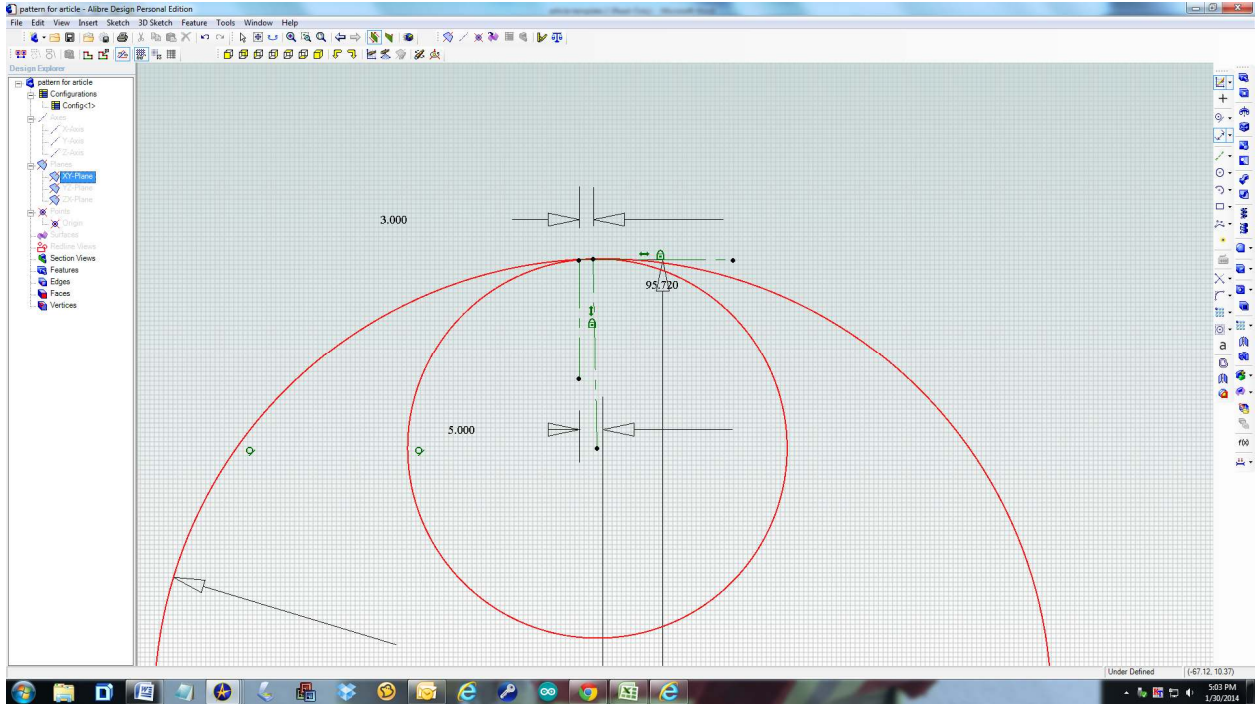 pattern for article - Alibre Design Personal Edition
File Edit View Insert Sketch 3D Sketch Feature Tools Window Help
Design Explorer
pattern for article
Configurations
Config<1>
Axes
X-Axis
Y-Axis
Z-Axis
Planes
XY-Plane
YZ-Plane
ZX-Plane
Points
Origin
Surfaces
Redline Views
Section Views
Features
Edges
Faces
Vertices
3.000
95.720
5.000
a
f(x)
Under Defined (-67.12, 10.37)
5:03 PM
1/30/2014